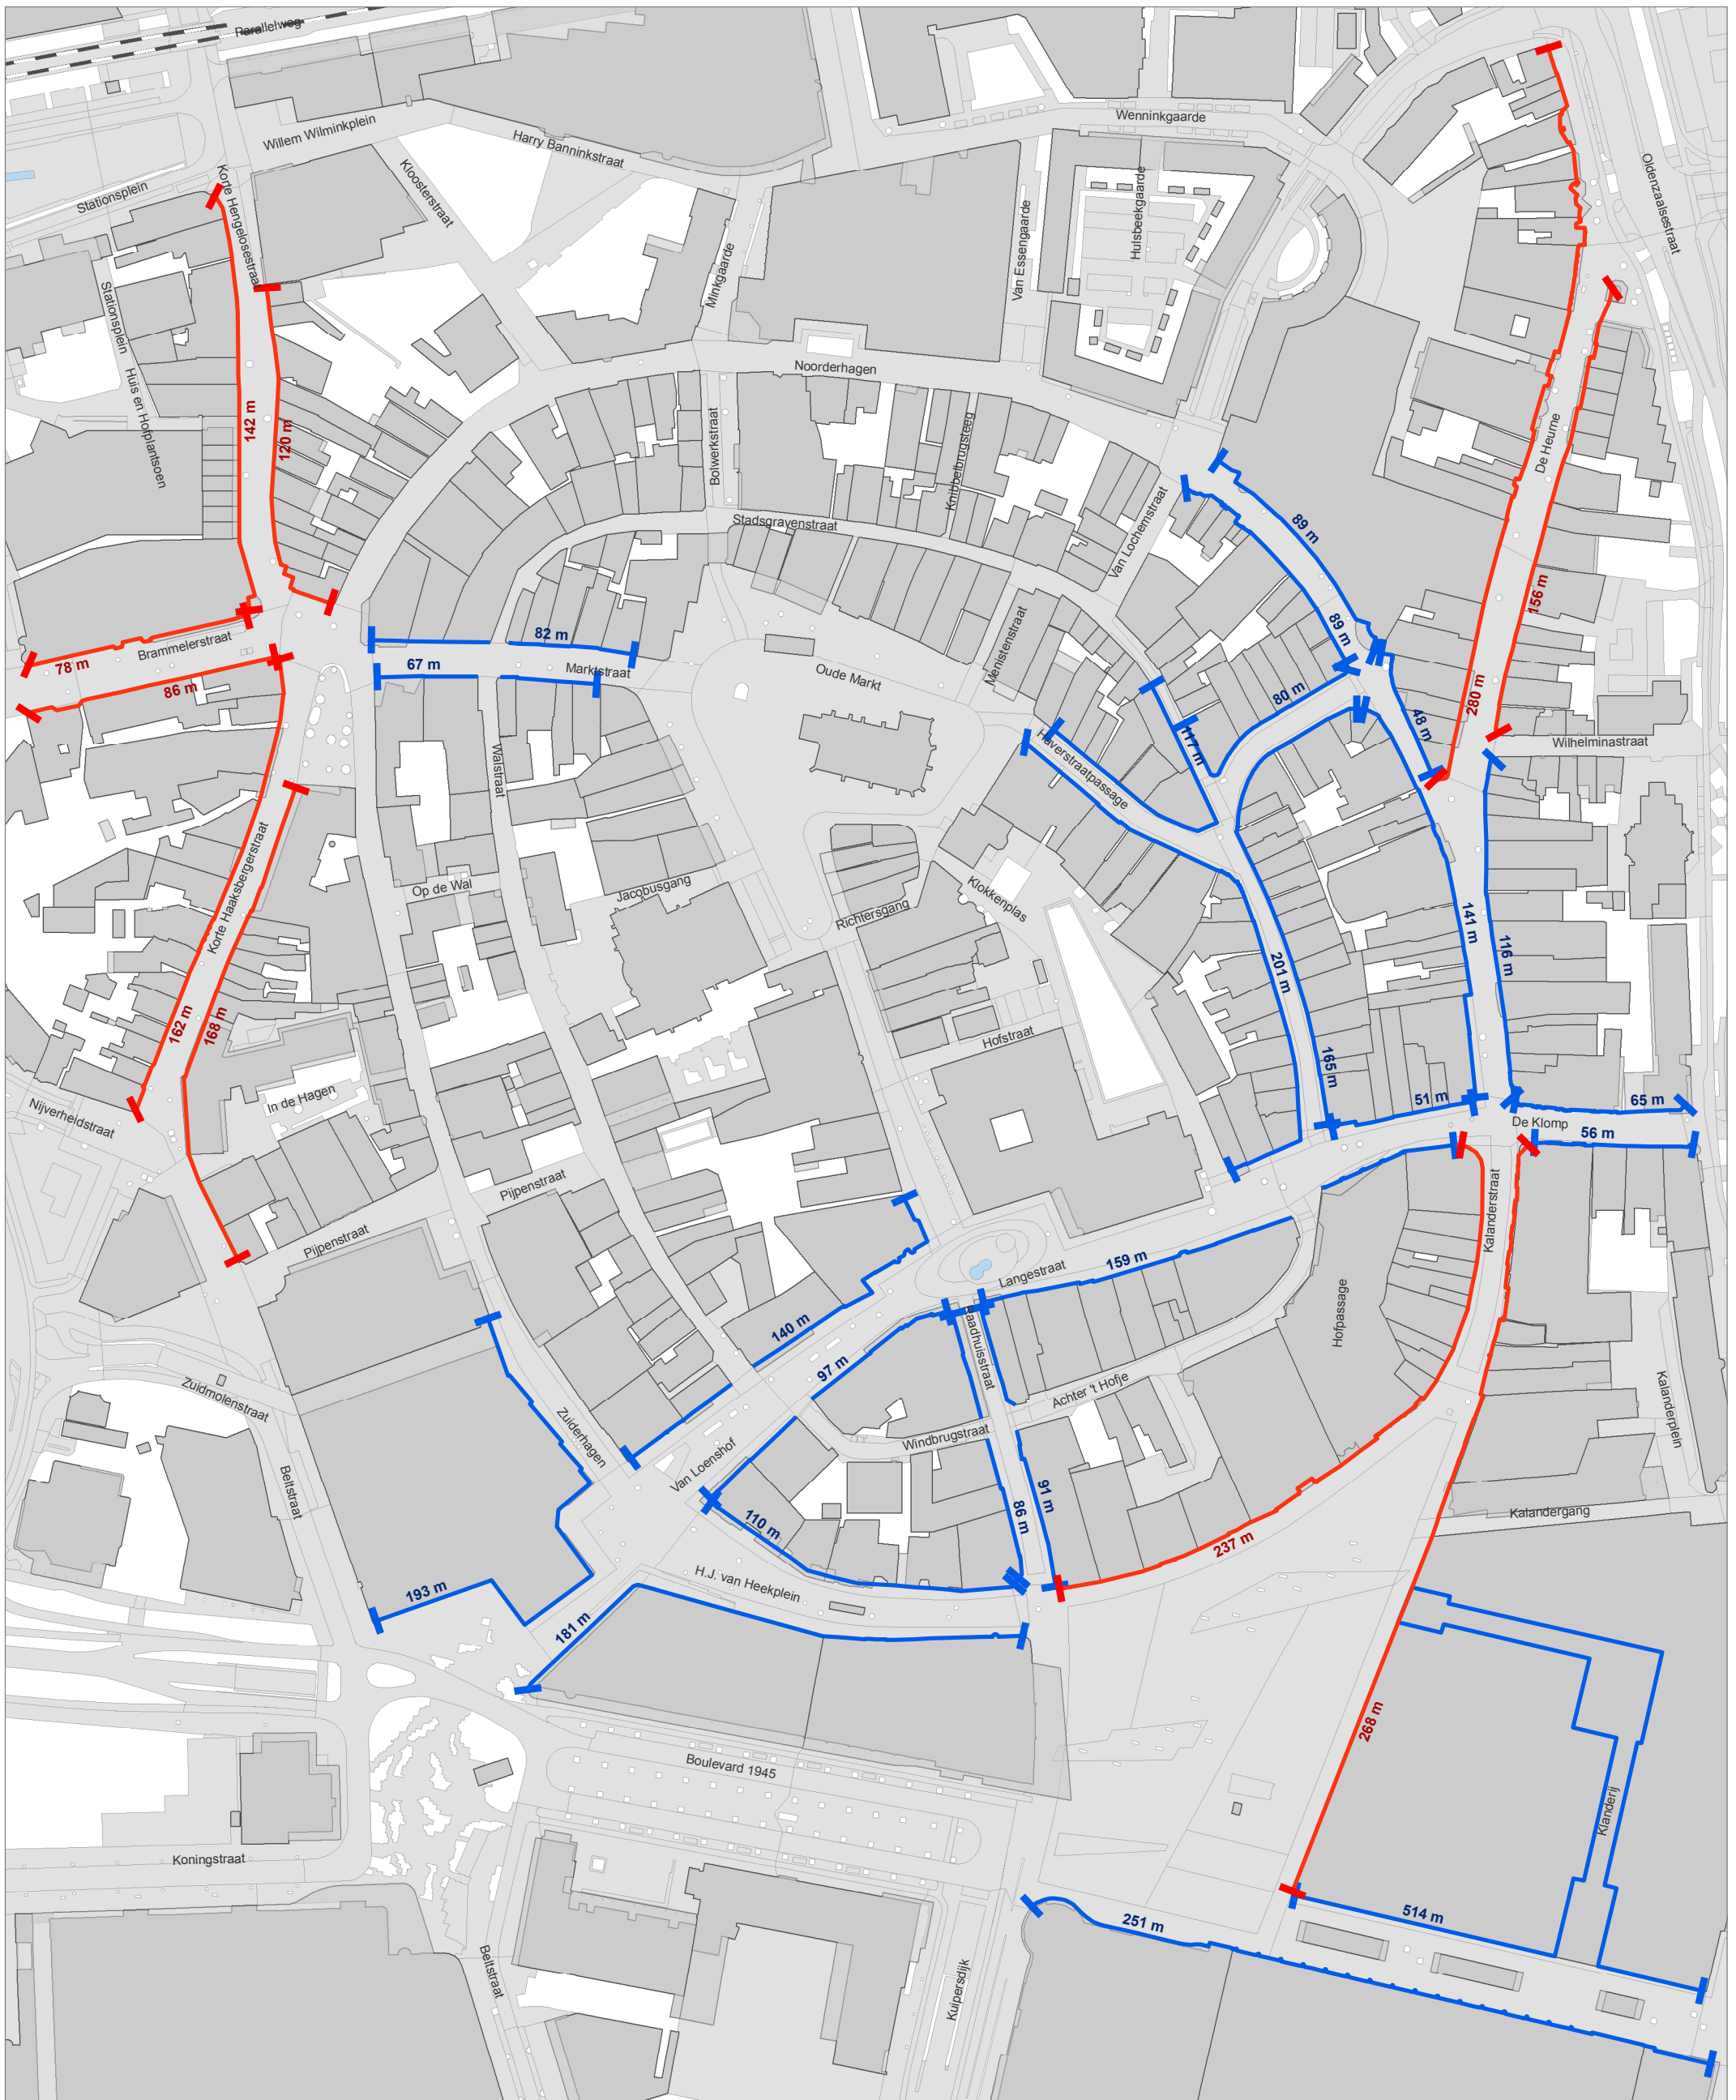 Parallelweg
Wenninkgaarde
Willem Wilminkplein
Harry Banninkstraat
Stationsplein
Korte Hengelosestraat
Kloosterstraat
Hulsbeekgaarde
Oldenzaalsestraat
Van Essengaarde
Minkgaarde
Stationsplein
Huis en Hofplantsoen
Noorderhagen
142 m
120 m
Bolwerkstraat
Knibbelbrugsteeg
De Heurne
Stadsgravenstraat
Van Lochemstraat
89 m
156 m
89 m
82 m
Brammelerstraat
78 m
67 m
Marktstraat
Menistenstraat
Oude Markt
86 m
80 m
280 m
48 m
117 m
Wilhelminastraat
Walstraat
Haverstraatpassage
Korte Haaksbergerstraat
Op de Wal
Jacobusgang
Klokkenplas
Richtersgang
141 m
116 m
201 m
162 m
168 m
Hofstraat
165 m
In de Hagen
51 m
65 m
Nijverheidstraat
De Klomp
56 m
Pijpenstraat
Kalanderstraat
Pijpenstraat
159 m
Langestraat
Hofpassage
140 m
Raadhuisstraat
97 m
Achter 't Hofje
Zuidmolenstraat
Kalanderplein
Zuiderhagen
Windbrugstraat
Van Loenshof
Beltstraat
91 m
86 m
110 m
Kalandergang
237 m
H.J. van Heekplein
193 m
181 m
268 m
Boulevard 1945
Klanderij
Koningstraat
514 m
251 m
Beltstraat
Kuipersdijk